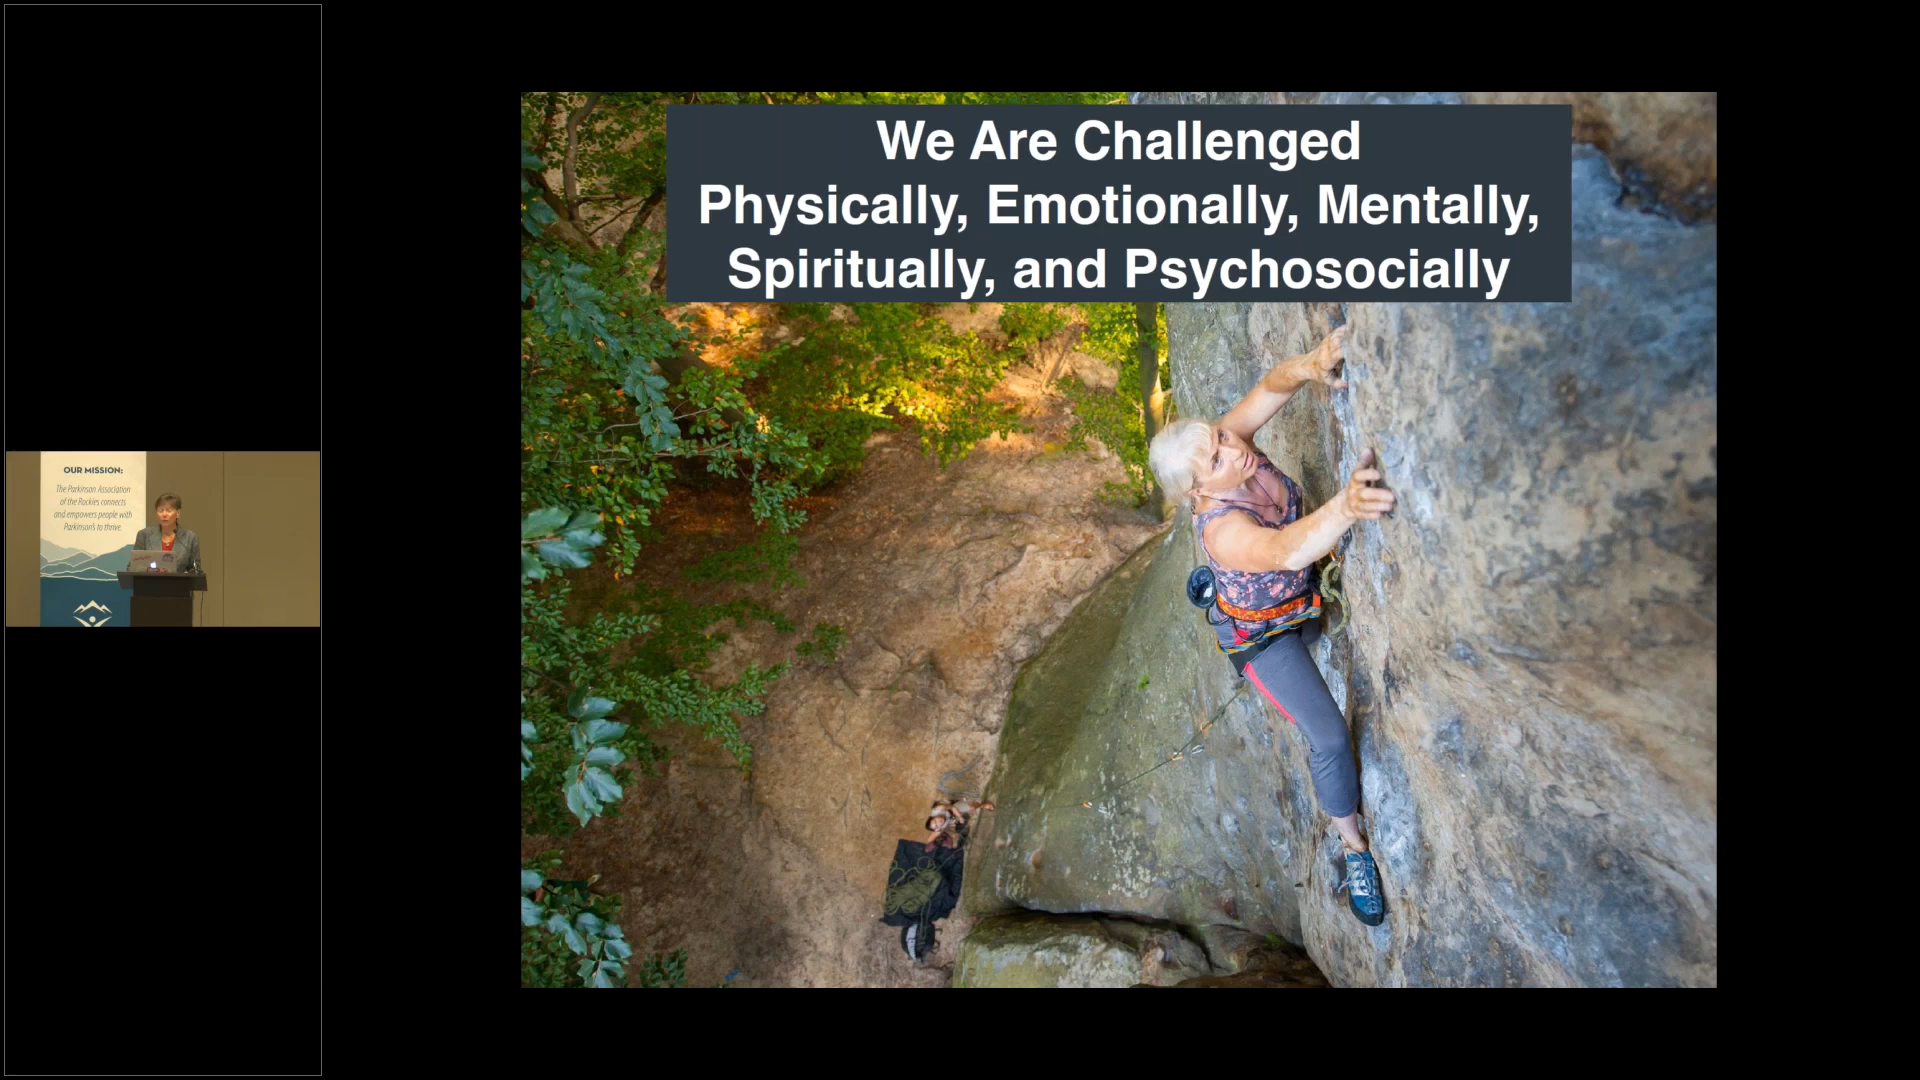 We Are Challenged
Physically, Emotionally, Mentally,
Spiritually, and Psychosocially
OUR MISSION:
The Parkinson Association
of the Rockies connects
and empowers people with
Parkinson's to thrive.